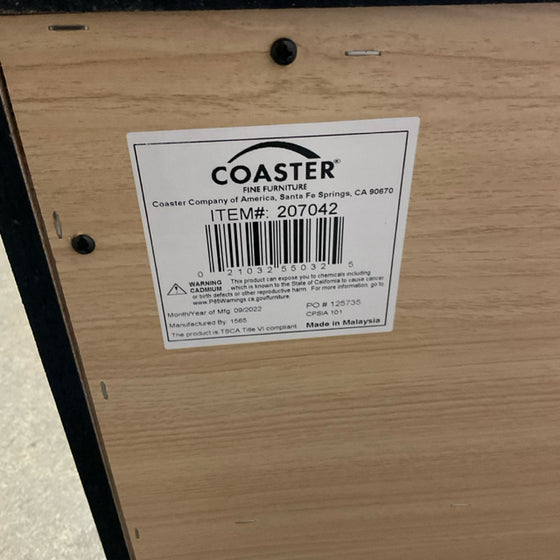 COASTER®
FINE FURNITURE
Coaster Company of America, Santa Fe Springs, CA 90670
ITEM#: 207042
0 21032 55032 5
WARNING This product can expose you to chemicals including
CADMIUM which is known to the State of California to cause cancer
or birth defects or other reproductive harm. For more information, go to
www.P65Warnings.ca.gov/furniture.
Month/Year of Mfg 09/2022 PO # 125735
Manufactured By: 1565 CPSIA 101
The product is TSCA Title VI compliant Made in Malaysia